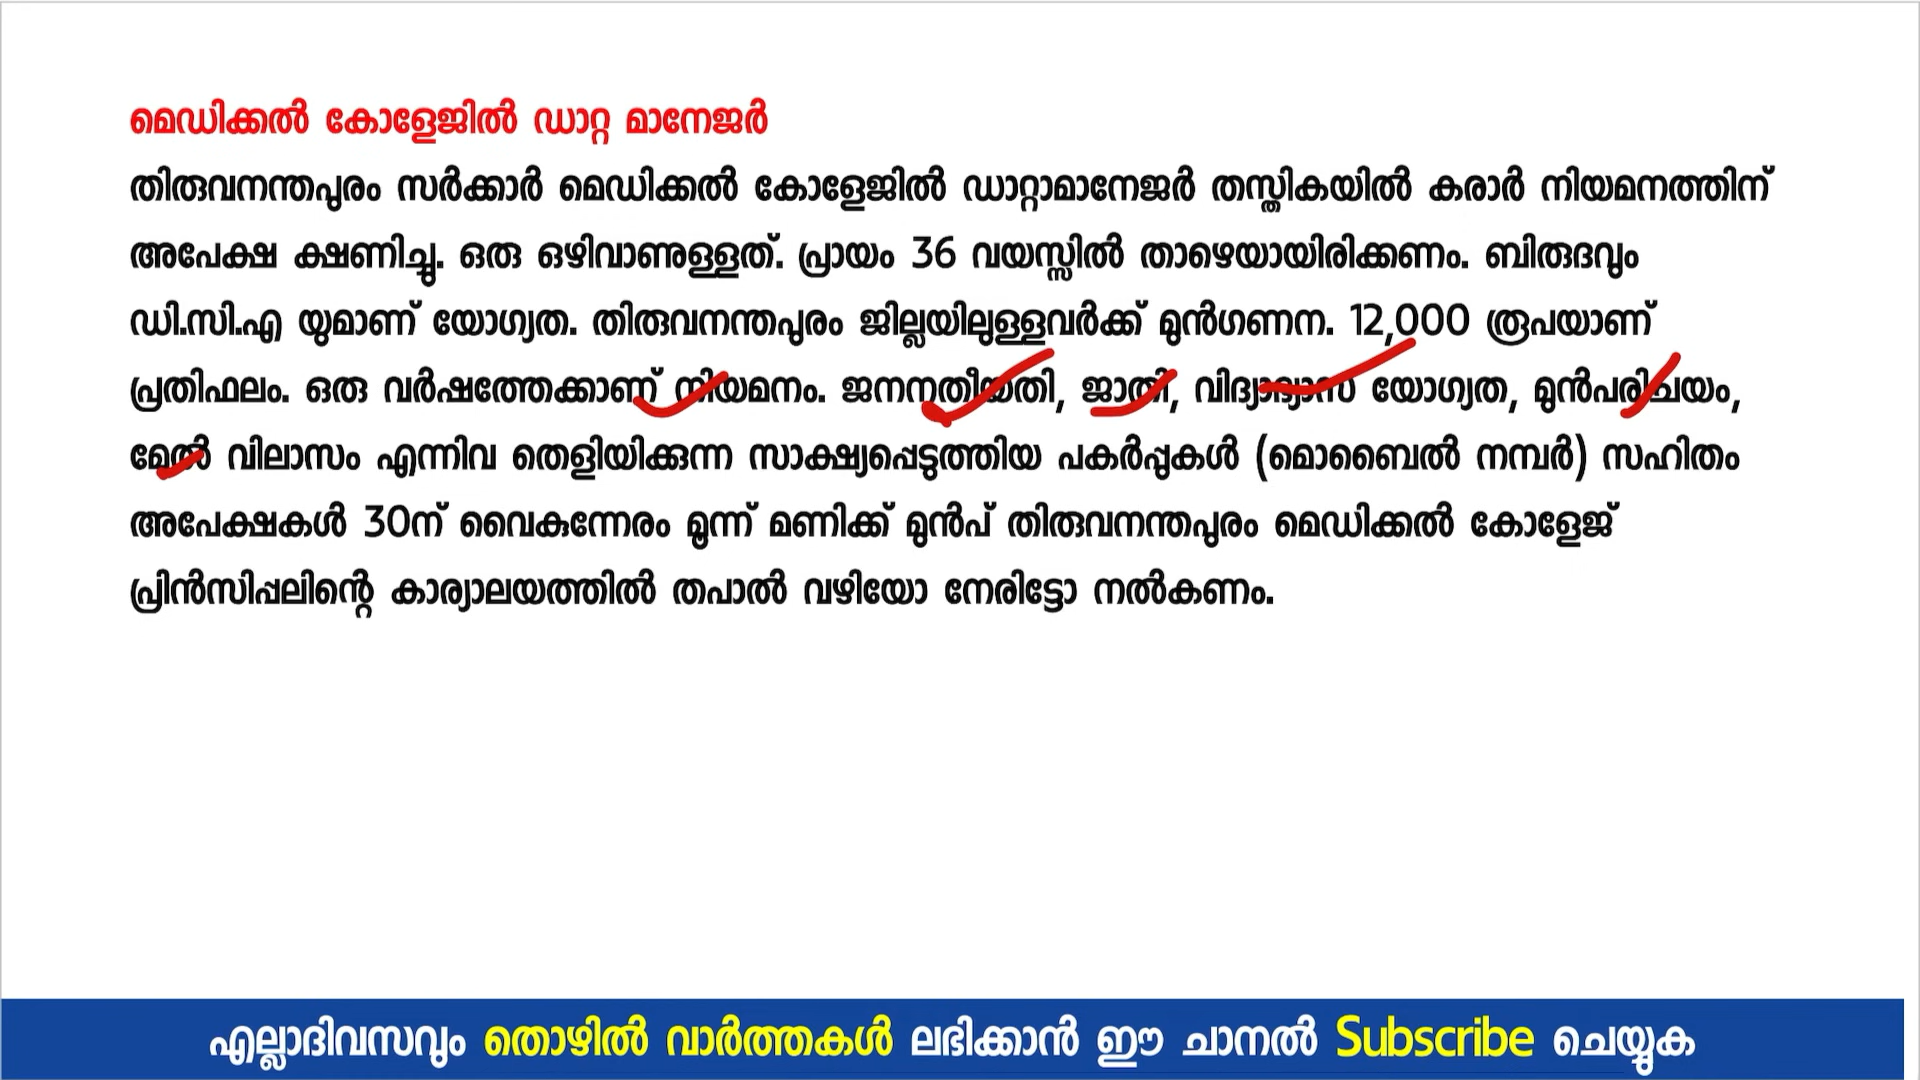 മെഡിക്കൽ കോളേജിൽ ഡാറ്റ മാനേജർ
തിരുവനന്തപുരം സർക്കാർ മെഡിക്കൽ കോളേജിൽ ഡാറ്റാമാനേജർ തസ്തികയിൽ കരാർ നിയമനത്തിന്
അപേക്ഷ ക്ഷണിച്ചു. ഒരു ഒഴിവാണുള്ളത്. പ്രായം 36 വയസ്സിൽ താഴെയായിരിക്കണം. ബിരുദവും
ഡി.സി.എ യുമാണ് യോഗ്യത. തിരുവനന്തപുരം ജില്ലയിലുള്ളവർക്ക് മുൻഗണന. 12,000 രൂപയാണ്
പ്രതിഫലം. ഒരു വർഷത്തേക്കാണ് നിയമനം. ജനനതീയതി, ജാതി, വിദ്യാഭ്യാസ യോഗ്യത, മുൻപരിചയം,
മേൽ വിലാസം എന്നിവ തെളിയിക്കുന്ന സാക്ഷ്യപ്പെടുത്തിയ പകർപ്പുകൾ (മൊബൈൽ നമ്പർ) സഹിതം
അപേക്ഷകൾ 30ന് വൈകുന്നേരം മൂന്ന് മണിക്ക് മുൻപ് തിരുവനന്തപുരം മെഡിക്കൽ കോളേജ്
പ്രിൻസിപ്പലിന്റെ കാര്യാലയത്തിൽ തപാൽ വഴിയോ നേരിട്ടോ നൽകണം.
എല്ലാദിവസവും തൊഴിൽ വാർത്തകൾ ലഭിക്കാൻ ഈ ചാനൽ Subscribe ചെയ്യുക